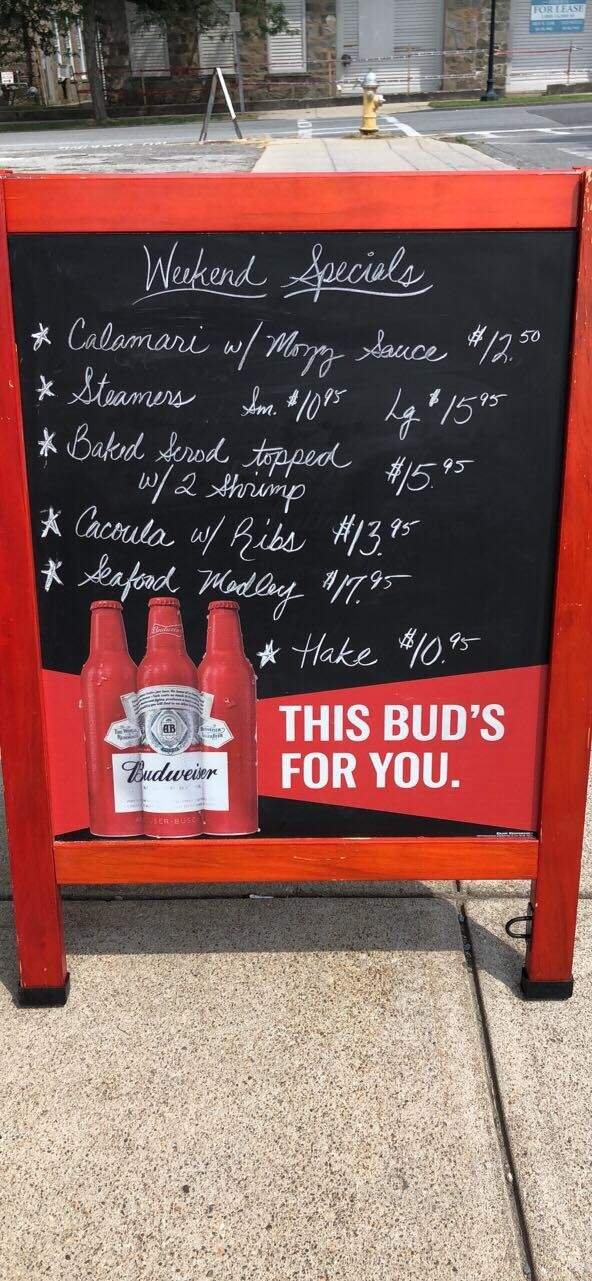 FOR LEASE
Weekend Specials
* Calamari w/ Mozz Sauce $12.50
* Steamers Sm. $10.95 Lg $15.95
* Baked Scrod topped
w/ 2 Shrimp $15.95
* Cacoula w/ Ribs $13.95
* Seafood Medley $17.95
* Hake $10.95
THIS BUD'S
FOR YOU.
Budweiser
AB
Budweiser